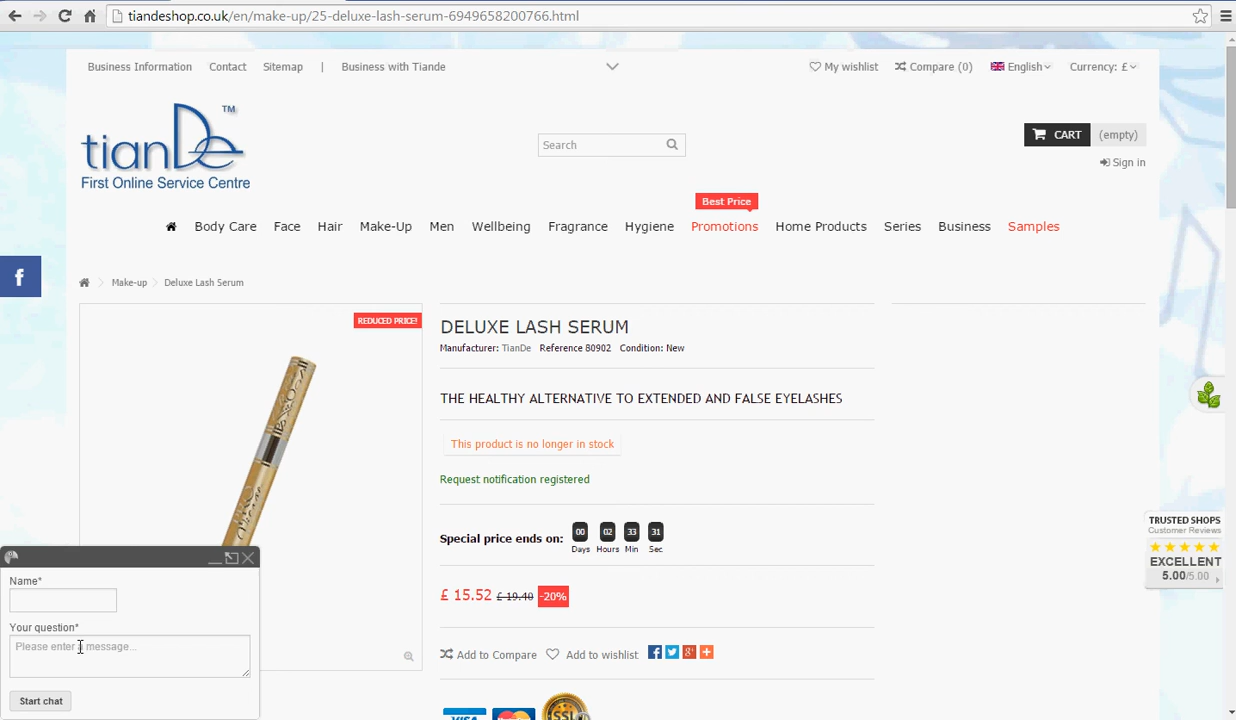 tiandeshop.co.uk/en/make-up/25-deluxe-lash-serum-6949658200766.html
Business Information Contact Sitemap | Business with Tiande
My wishlist Compare (0) English Currency: £
tianDe ™
First Online Service Centre
Search
CART (empty)
Sign in
Best Price
Body Care Face Hair Make-Up Men Wellbeing Fragrance Hygiene Promotions Home Products Series Business Samples
f
Make-up Deluxe Lash Serum
REDUCED PRICE!
DELUXE LASH SERUM
Manufacturer: TianDe Reference 80902 Condition: New
THE HEALTHY ALTERNATIVE TO EXTENDED AND FALSE EYELASHES
This product is no longer in stock
Request notification registered
Special price ends on: 00 02 33 31
Days Hours Min Sec
£ 15.52 £ 19.40 -20%
Add to Compare Add to wishlist
TRUSTED SHOPS
Customer Reviews
EXCELLENT
5.00/5.00
Name*
Your question*
Please enter a message...
Start chat
VISA MasterCard SSL